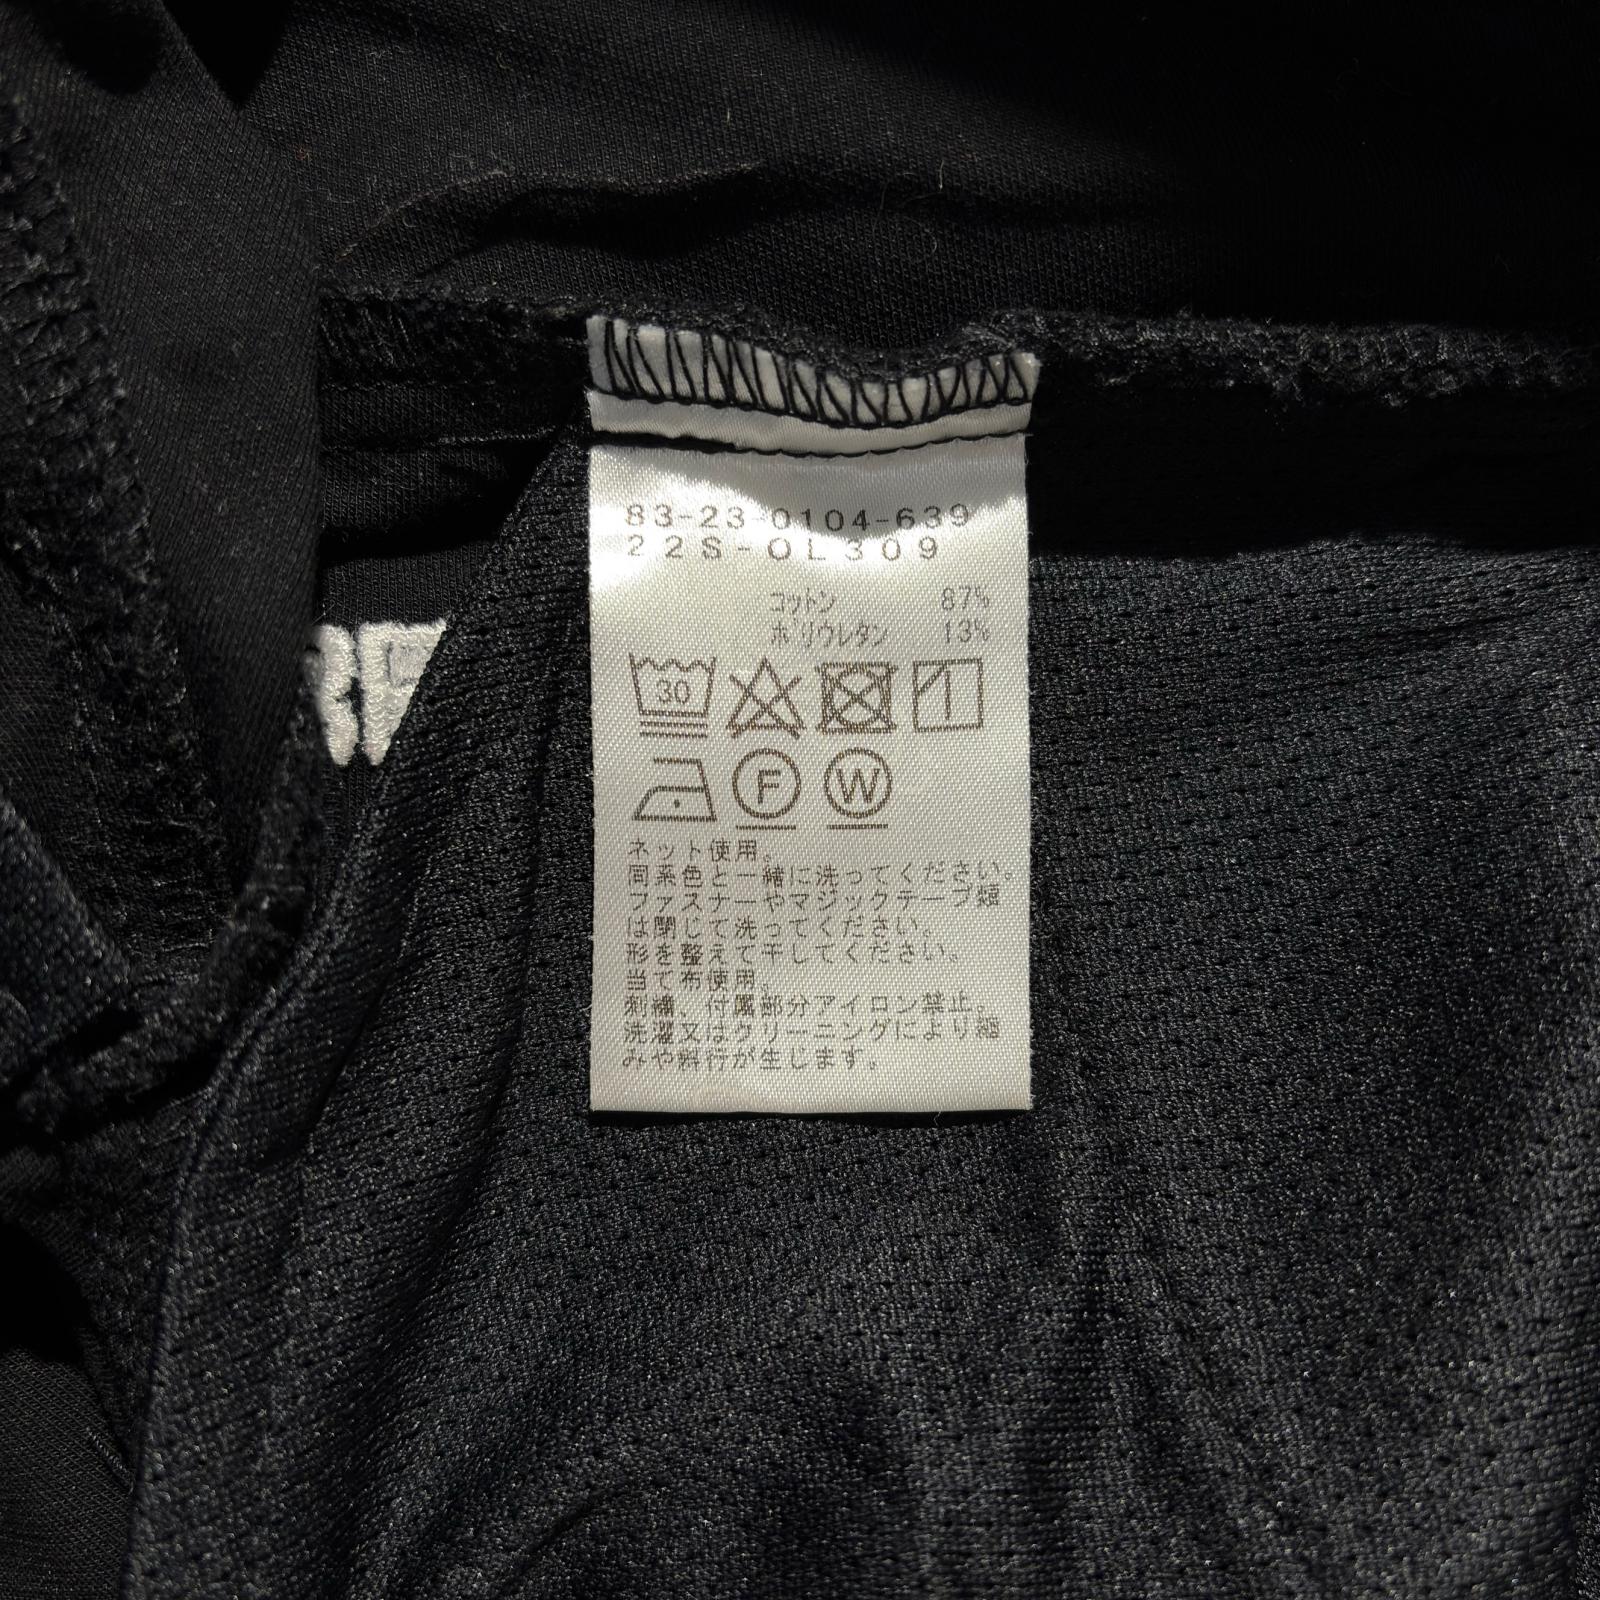 83-23-0104-639
22S-OL309
コットン 87%
ポリウレタン 13%
30
F W
ネット使用。
同系色と一緒に洗ってください。
ファスナーやマジックテープ類
は閉じて洗ってください。
形を整えて干してください。
当て布使用。
刺繍、付属部分アイロン禁止。
洗濯又はクリーニングにより縮
みや斜行が生じます。